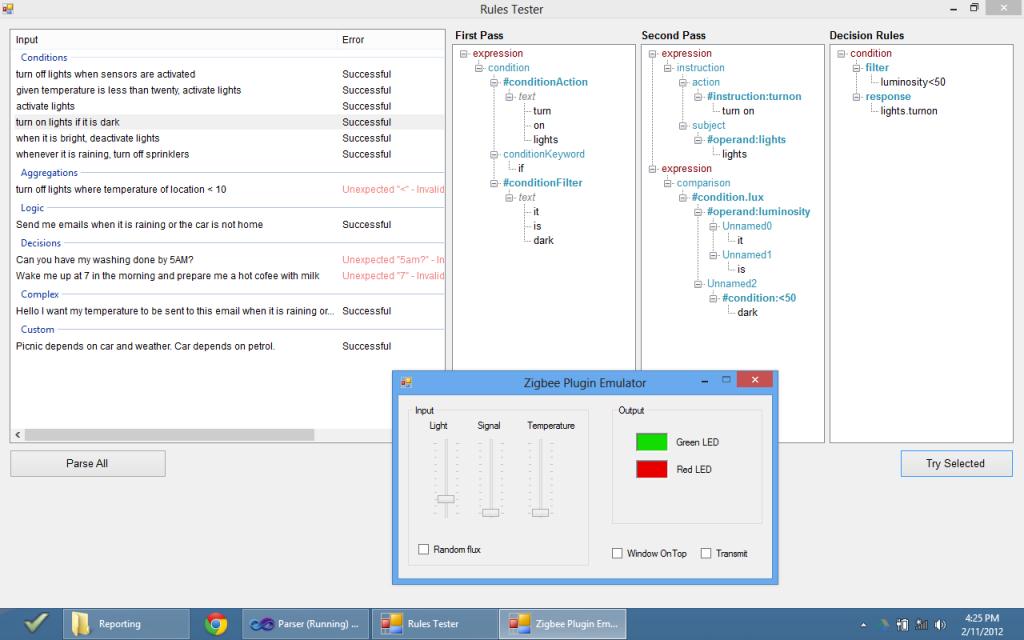 Rules Tester
Input Error
Conditions
turn off lights when sensors are activated Successful
given temperature is less than twenty, activate lights Successful
activate lights Successful
turn on lights if it is dark Successful
when it is bright, deactivate lights Successful
whenever it is raining, turn off sprinklers Successful
Aggregations
turn off lights where temperature of location < 10 Unexpected "<" - Invalid
Logic
Send me emails when it is raining or the car is not home Successful
Decisions
Can you have my washing done by 5AM? Unexpected "5am?" - In
Wake me up at 7 in the morning and prepare me a hot cofee with milk Unexpected "7" - Invalid
Complex
Hello I want my temperature to be sent to this email when it is raining or... Successful
Custom
Picnic depends on car and weather. Car depends on petrol. Successful
Parse All
First Pass
expression
condition
#conditionAction
text
turn
on
lights
conditionKeyword
if
#conditionFilter
text
it
is
dark
Second Pass
expression
instruction
action
#instruction:turnon
turn on
subject
#operand:lights
lights
expression
comparison
#condition.lux
#operand:luminosity
Unnamed0
it
Unnamed1
is
Unnamed2
#condition:<50
dark
Decision Rules
condition
filter
luminosity<50
response
lights.turnon
Try Selected
Zigbee Plugin Emulator
Input
Light Signal Temperature
Random flux
Output
Green LED
Red LED
Window OnTop Transmit
Reporting
Parser (Running) ...
Rules Tester
Zigbee Plugin Em...
4:25 PM
2/11/2012